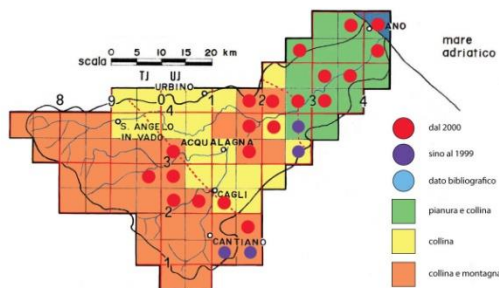 ANO
0 5 10 15 20 km
scala
mare
adriatico
TJ UJ
URBINO
8 9 0 1 2 3 4
4
S. ANGELO
IN VADO
ACQUALAGNA
3
CAGLI
2
CANTIANO
1
dal 2000
sino al 1999
dato bibliografico
pianura e collina
collina
collina e montagna